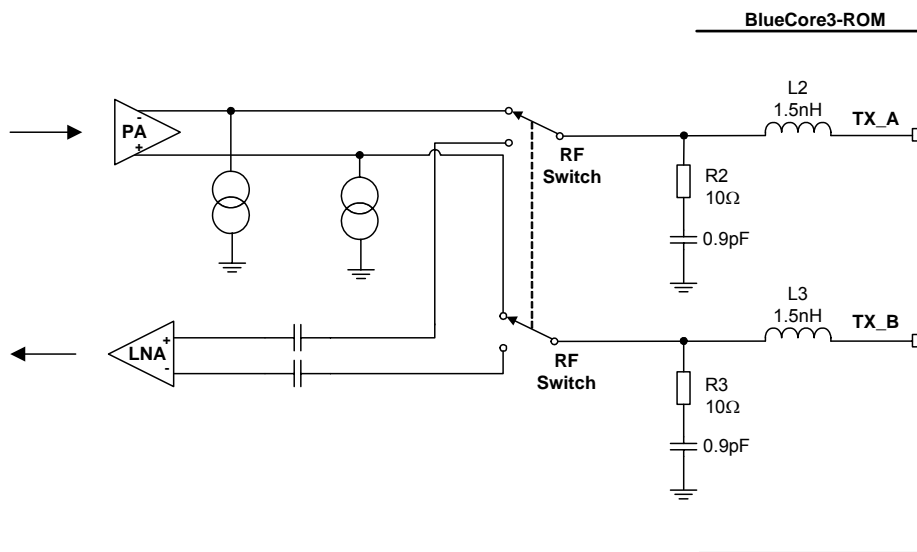 BlueCore3-ROM
L2
1.5nH
TX_A
-
PA
+
RF
Switch
R2
10Ω
0.9pF
L3
1.5nH
TX_B
+
LNA
-
RF
Switch
R3
10Ω
0.9pF